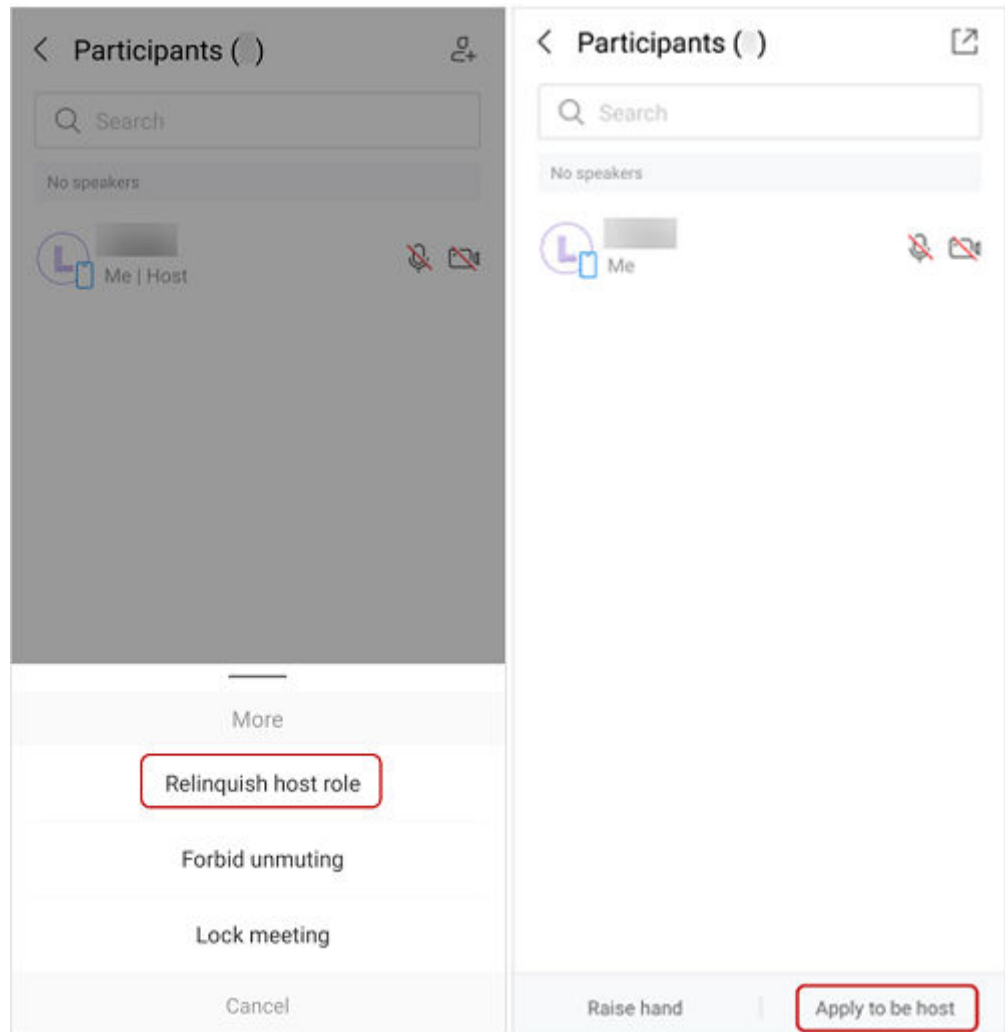 Participants ( )
Search
No speakers
L
Me | Host
More
Relinquish host role
Forbid unmuting
Lock meeting
Cancel
Participants ( )
Search
No speakers
L
Me
Raise hand
Apply to be host